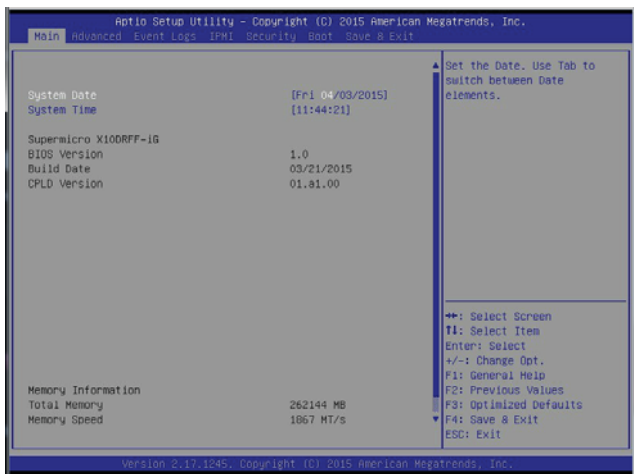 Aptio Setup Utility – Copyright (C) 2015 American Megatrends, Inc.
Main Advanced Event Logs IPMI Security Boot Save & Exit
System Date [Fri 04/03/2015]
System Time [11:44:21]
Supermicro X10DRFF-iG
BIOS Version 1.0
Build Date 03/21/2015
CPLD Version 01.a1.00
Memory Information
Total Memory 262144 MB
Memory Speed 1867 MT/s
Set the Date. Use Tab to
switch between Date
elements.
→←: Select Screen
↑↓: Select Item
Enter: Select
+/-: Change Opt.
F1: General Help
F2: Previous Values
F3: Optimized Defaults
F4: Save & Exit
ESC: Exit
Version 2.17.1245. Copyright (C) 2015 American Megatrends, Inc.